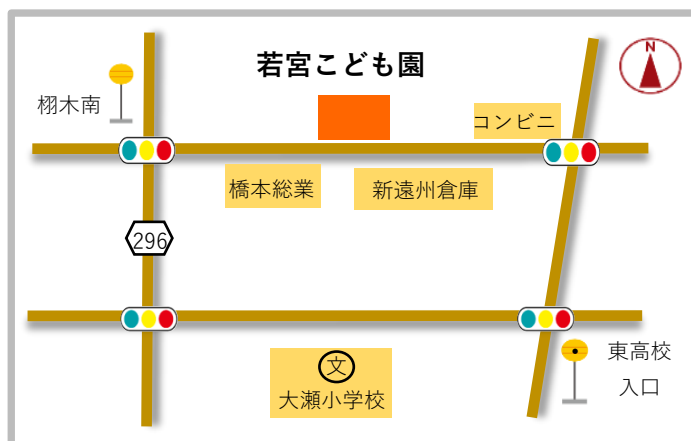 若宮こども園
N
栩木南
コンビニ
橋本総業
新遠州倉庫
296
文
大瀬小学校
東高校
入口